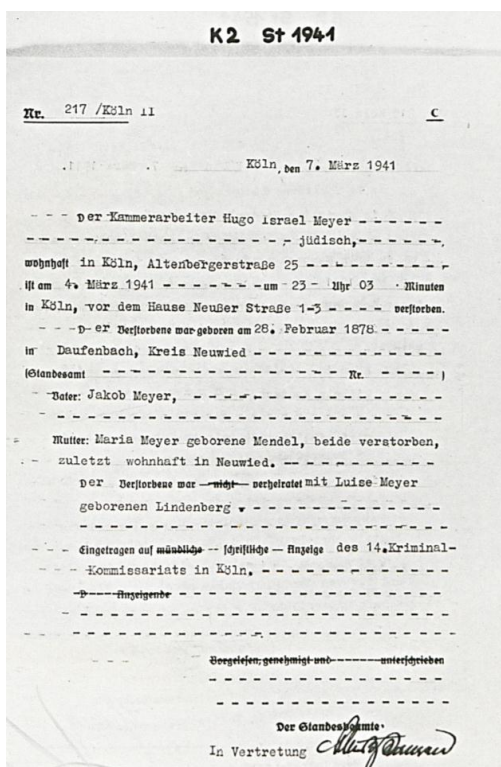 K2 St 1941
Nr. 217 /Köln II C
Köln, den 7. März 1941
- - - Der Kammerarbeiter Hugo Israel Meyer - - - - - -
- - - - - - - - - - - - - - - - - jüdisch,- - - - - -,
wohnhaft in Köln, Altenbergerstraße 25 - - - - - - - -
ist am 4. März 1941 - - - - - - -um - 23 - Uhr 03 - Minuten
in Köln, vor dem Hause Neußer Straße 1-3 - - - - verstorben.
- - -D- er Verstorbene war geboren am 28. Februar 1878.- - - -
in Daufenbach, Kreis Neuwied - - - - - - - - - - -
(Standesamt - - - - - - - - - - - - - - Nr. - - - - )
- - Vater: Jakob Meyer, - - - - - - - - - - - - - -
- - - - - - - - - - - - - - - - - - - - - -
Mutter: Maria Meyer geborene Mendel, beide verstorben,
- - zuletzt wohnhaft in Neuwied. - - - - - - - - - -
Der Verstorbene war - nicht - verheiratet mit Luise Meyer
geborenen Lindenberg . - - - - - - - - - - - -
- - - - - - - - - - - - - - - - - - - - -
- - - Eingetragen auf mündliche - schriftliche - Anzeige des 14.Kriminal-
- - -Kommissariats in Köln. - - - - - - - - - - -
D - - - - Anzeigende - - - - - - - - - - - - - - -
- - - - - - - - - - - - - - - - - - - - -
- - - - - - - - - - - - - - - - - - - - -
Vorgelesen, genehmigt und - - - - - - - unterschrieben
- - - - - - - - - - - - - -
- - - - - - - - - - - - - -
Der Standesbeamte.
In Vertretung